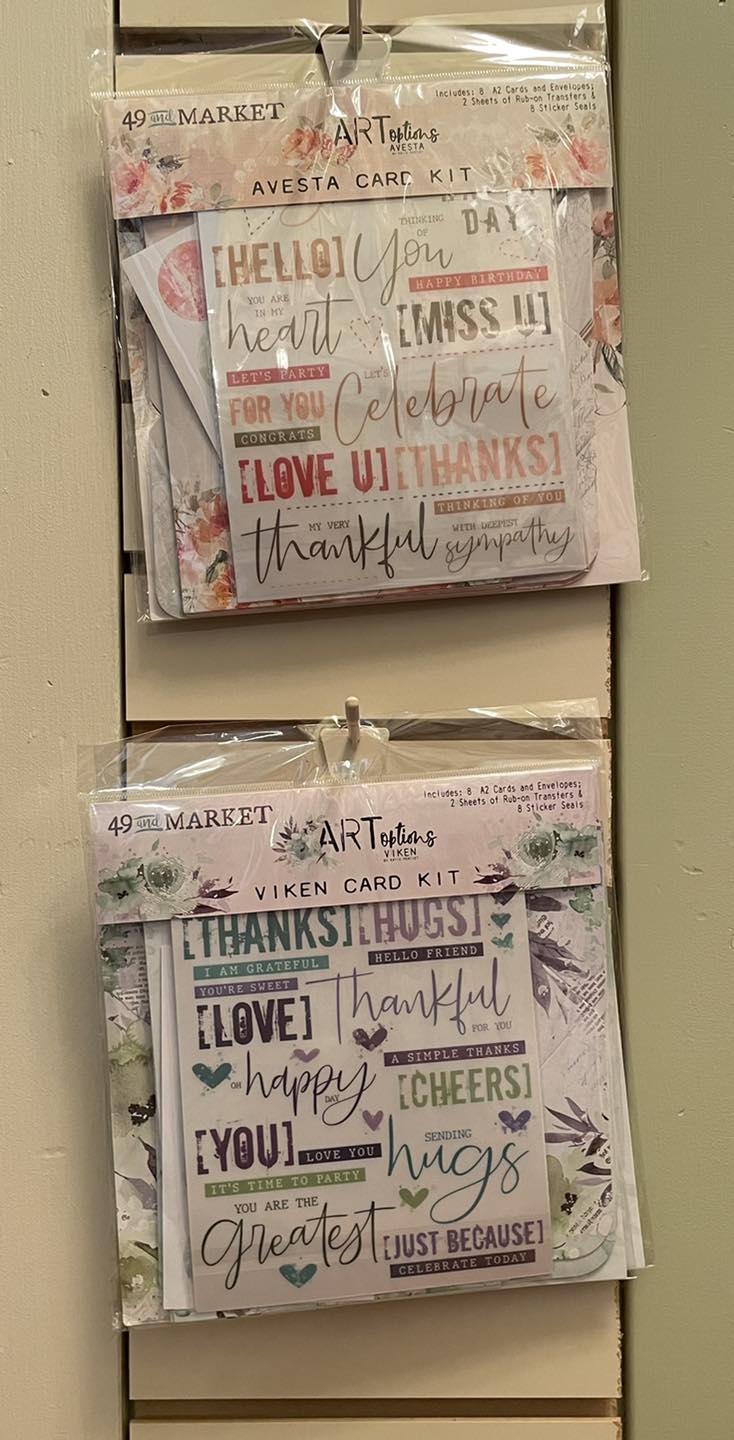 49 and MARKET
Includes: 8 A2 Cards and Envelopes;
2 Sheets of Rub-on Transfers &
8 Sticker Seals
ARToptions
AVESTA
AVESTA CARD KIT
DAY
THINKING
OF
[HELLO] You
HAPPY BIRTHDAY
YOU ARE
IN MY
heart [MISS U]
LET'S PARTY
LET'S
FOR YOU Celebrate
CONGRATS
[LOVE U] [THANKS]
THINKING OF YOU
MY VERY WITH DEEPEST
thankful sympathy
49 and MARKET
Includes: 8 A2 Cards and Envelopes;
2 Sheets of Rub-on Transfers &
8 Sticker Seals
ARToptions
VIKEN
VIKEN CARD KIT
[THANKS] [HUGS]
I AM GRATEFUL HELLO FRIEND
YOU'RE SWEET
[LOVE] Thankful
FOR YOU
A SIMPLE THANKS
OH happy DAY
[CHEERS]
[YOU] LOVE YOU SENDING
hugs
IT'S TIME TO PARTY
YOU ARE THE
greatest [JUST BECAUSE]
CELEBRATE TODAY